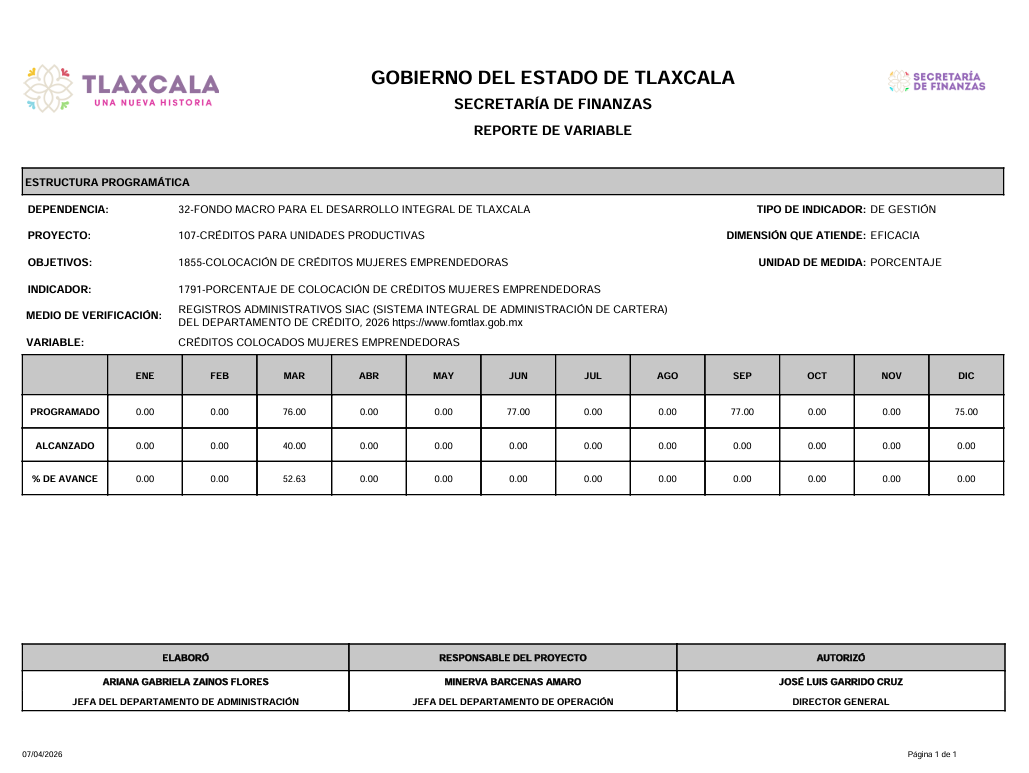 TLAXCALA
UNA NUEVA HISTORIA
GOBIERNO DEL ESTADO DE TLAXCALA
SECRETARÍA DE FINANZAS
REPORTE DE VARIABLE
SECRETARÍA
DE FINANZAS
ESTRUCTURA PROGRAMÁTICA
DEPENDENCIA: 32-FONDO MACRO PARA EL DESARROLLO INTEGRAL DE TLAXCALA TIPO DE INDICADOR: DE GESTIÓN
PROYECTO: 107-CRÉDITOS PARA UNIDADES PRODUCTIVAS DIMENSIÓN QUE ATIENDE: EFICACIA
OBJETIVOS: 1855-COLOCACIÓN DE CRÉDITOS MUJERES EMPRENDEDORAS UNIDAD DE MEDIDA: PORCENTAJE
INDICADOR: 1791-PORCENTAJE DE COLOCACIÓN DE CRÉDITOS MUJERES EMPRENDEDORAS
MEDIO DE VERIFICACIÓN: REGISTROS ADMINISTRATIVOS SIAC (SISTEMA INTEGRAL DE ADMINISTRACIÓN DE CARTERA)
DEL DEPARTAMENTO DE CRÉDITO, 2026 https://www.fomtlax.gob.mx
VARIABLE: CRÉDITOS COLOCADOS MUJERES EMPRENDEDORAS
ENE FEB MAR ABR MAY JUN JUL AGO SEP OCT NOV DIC
PROGRAMADO 0.00 0.00 76.00 0.00 0.00 77.00 0.00 0.00 77.00 0.00 0.00 75.00
ALCANZADO 0.00 0.00 40.00 0.00 0.00 0.00 0.00 0.00 0.00 0.00 0.00 0.00
% DE AVANCE 0.00 0.00 52.63 0.00 0.00 0.00 0.00 0.00 0.00 0.00 0.00 0.00
ELABORÓ RESPONSABLE DEL PROYECTO AUTORIZÓ
ARIANA GABRIELA ZAINOS FLORES MINERVA BARCENAS AMARO JOSÉ LUIS GARRIDO CRUZ
JEFA DEL DEPARTAMENTO DE ADMINISTRACIÓN JEFA DEL DEPARTAMENTO DE OPERACIÓN DIRECTOR GENERAL
07/04/2026 Página 1 de 1